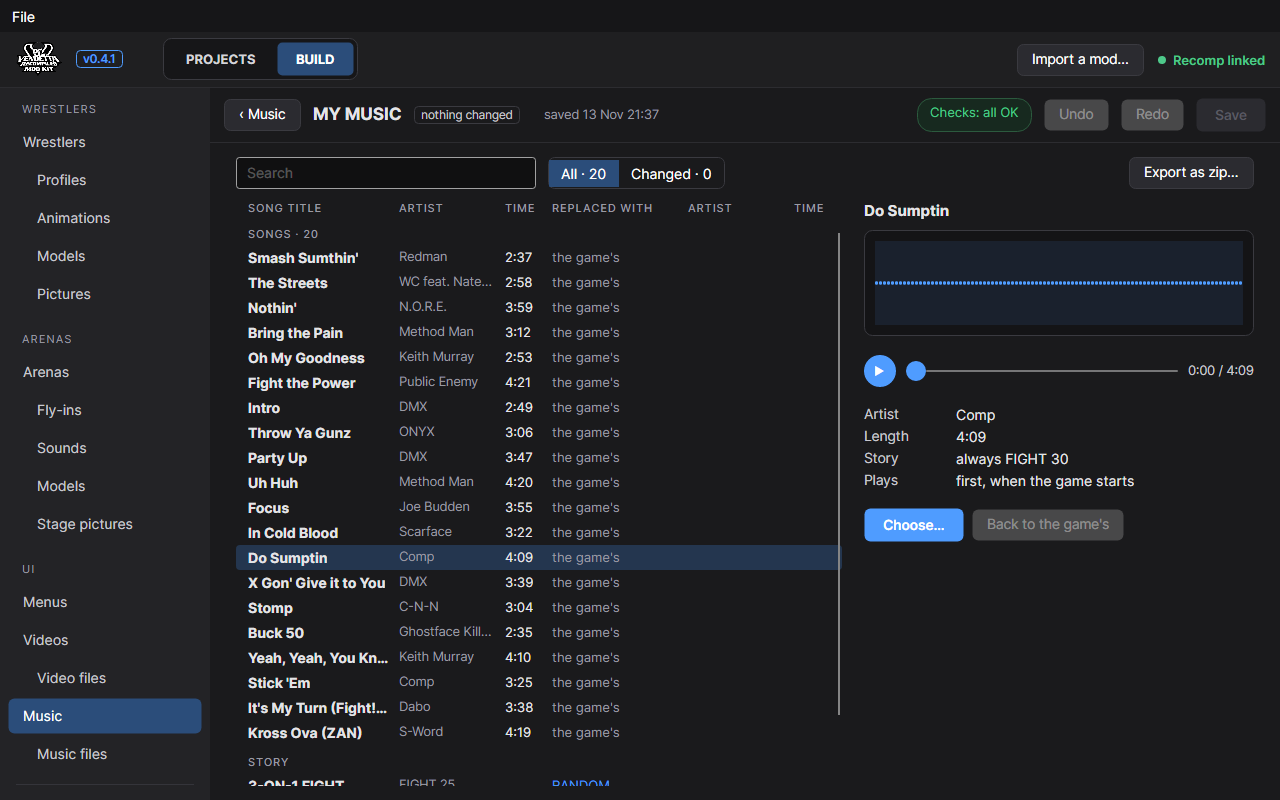 File
VENDETTA
v0.4.1
PROJECTS
BUILD
Import a mod...
Recomp linked
WRESTLERS
Wrestlers
Profiles
Animations
Models
Pictures
ARENAS
Arenas
Fly-ins
Sounds
Models
Stage pictures
UI
Menus
Videos
Video files
Music
Music files
‹ Music
MY MUSIC
nothing changed
saved 13 Nov 21:37
Checks: all OK
Undo
Redo
Save
Search
All · 20
Changed · 0
Export as zip...
SONG TITLE ARTIST TIME REPLACED WITH ARTIST TIME
SONGS · 20
Smash Sumthin' Redman 2:37 the game's
The Streets WC feat. Nate... 2:58 the game's
Nothin' N.O.R.E. 3:59 the game's
Bring the Pain Method Man 3:12 the game's
Oh My Goodness Keith Murray 2:53 the game's
Fight the Power Public Enemy 4:21 the game's
Intro DMX 2:49 the game's
Throw Ya Gunz ONYX 3:06 the game's
Party Up DMX 3:47 the game's
Uh Huh Method Man 4:20 the game's
Focus Joe Budden 3:55 the game's
In Cold Blood Scarface 3:22 the game's
Do Sumptin Comp 4:09 the game's
X Gon' Give it to You DMX 3:39 the game's
Stomp C-N-N 3:04 the game's
Buck 50 Ghostface Kill... 2:35 the game's
Yeah, Yeah, You Kn... Keith Murray 4:10 the game's
Stick 'Em Comp 3:25 the game's
It's My Turn (Fight!... Dabo 3:38 the game's
Kross Ova (ZAN) S-Word 4:19 the game's
STORY
3-ON-1 FIGHT FIGHT 25 RANDOM
Do Sumptin
0:00 / 4:09
Artist Comp
Length 4:09
Story always FIGHT 30
Plays first, when the game starts
Choose...
Back to the game's